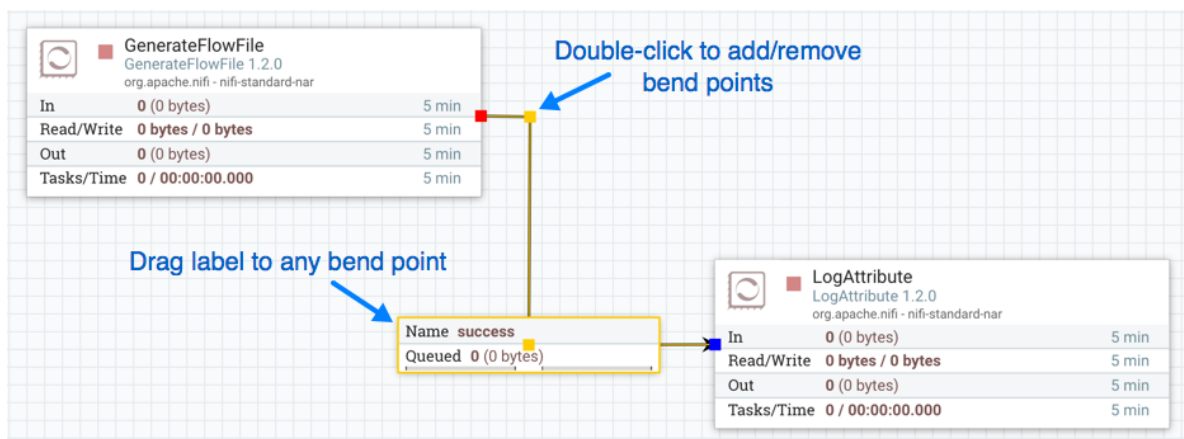 GenerateFlowFile
GenerateFlowFile 1.2.0
org.apache.nifi - nifi-standard-nar
In 0 (0 bytes) 5 min
Read/Write 0 bytes / 0 bytes 5 min
Out 0 (0 bytes) 5 min
Tasks/Time 0 / 00:00:00.000 5 min
Double-click to add/remove
bend points
Drag label to any bend point
Name success
Queued 0 (0 bytes)
LogAttribute
LogAttribute 1.2.0
org.apache.nifi - nifi-standard-nar
In 0 (0 bytes) 5 min
Read/Write 0 bytes / 0 bytes 5 min
Out 0 (0 bytes) 5 min
Tasks/Time 0 / 00:00:00.000 5 min